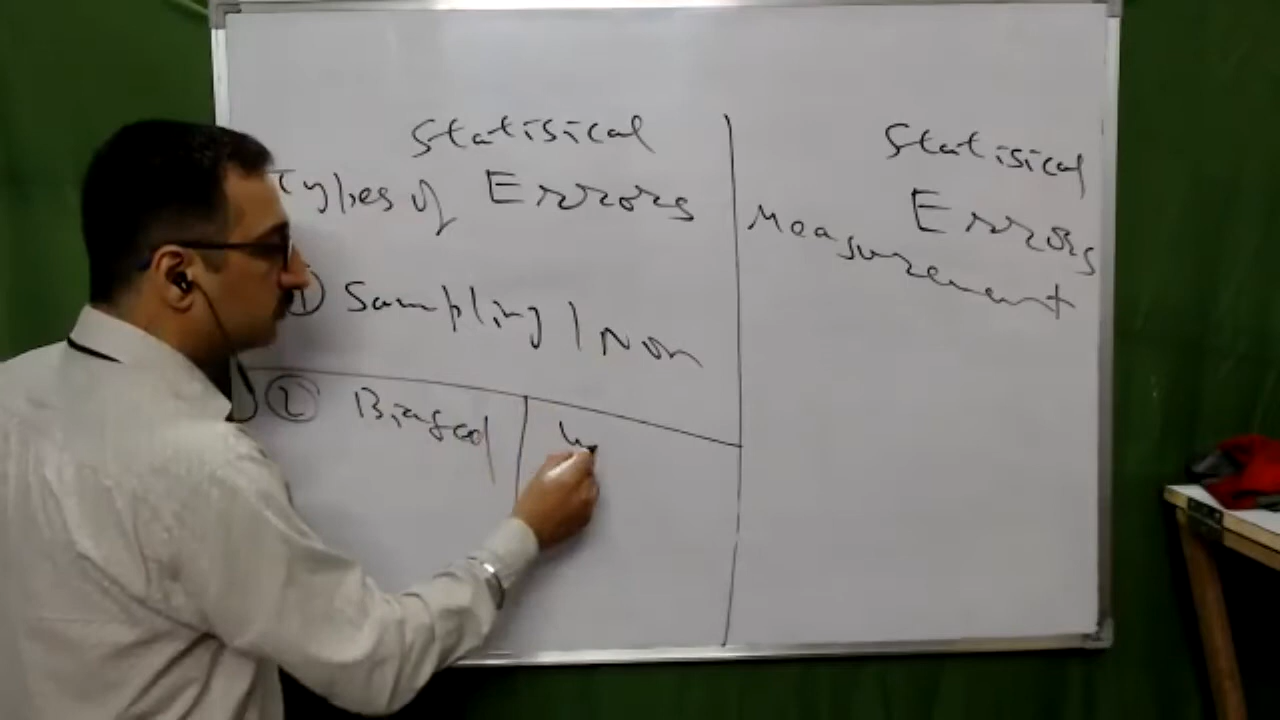 Statisical
Types of Errors
① Sampling / Non
② Biased
Statisical
Errors
Measurement